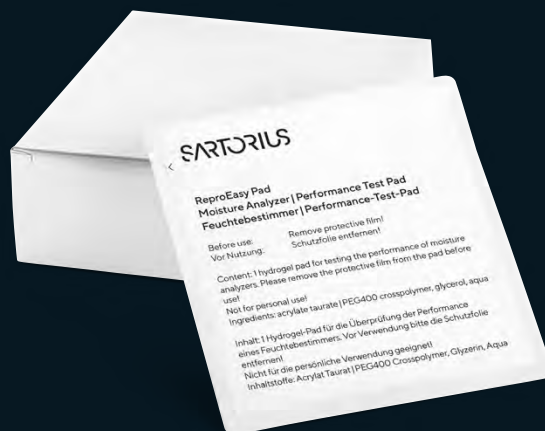 SARTORIUS
ReproEasy Pad
Moisture Analyzer | Performance Test Pad
Feuchtebestimmer | Performance-Test-Pad
Before use: Remove protective film!
Vor Nutzung: Schutzfolie entfernen!
Content: 1 hydrogel pad for testing the performance of moisture
analyzers. Please remove the protective film from the pad before
use!
Not for personal use!
Ingredients: acrylate taurate | PEG400 crosspolymer, glycerol, aqua
Inhalt: 1 Hydrogel-Pad für die Überprüfung der Performance
eines Feuchtebestimmers. Vor Verwendung bitte die Schutzfolie
entfernen!
Nicht für die persönliche Verwendung geeignet!
Inhaltstoffe: Acrylat Taurat | PEG400 Crosspolymer, Glyzerin, Aqua